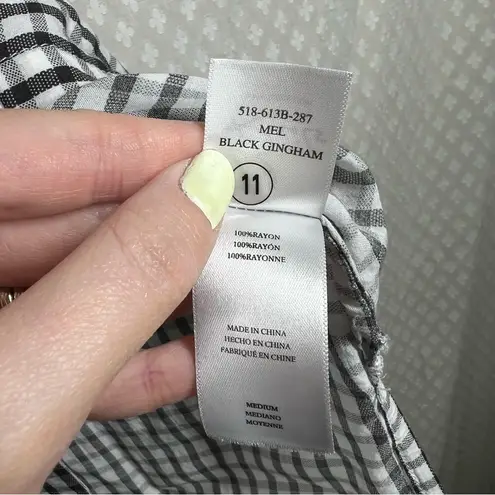 518-613B-287
MEL
BLACK GINGHAM
11
100%RAYON
100%RAYON
100%RAYONNE
MADE IN CHINA
HECHO EN CHINA
FABRIQUÉ EN CHINE
MEDIUM
MEDIANO
MOYENNE